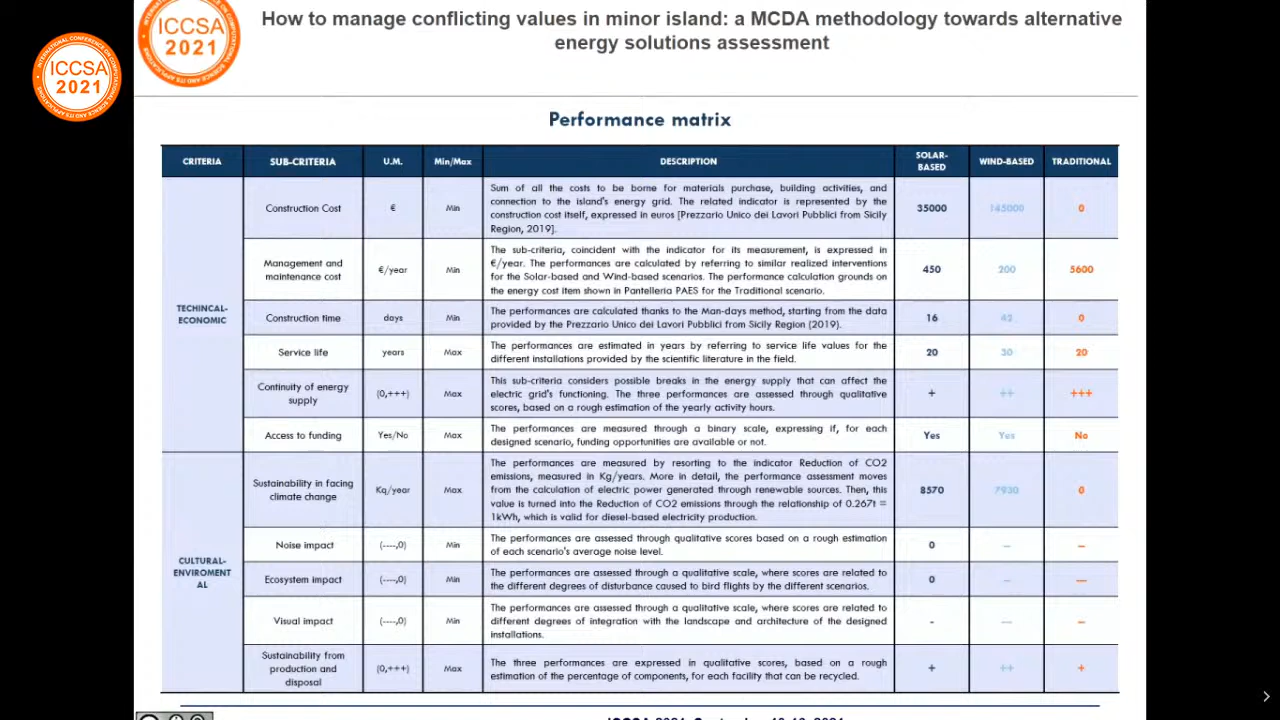 ICCSA
2021
INTERNATIONAL CONFERENCE ON COMPUTATIONAL SCIENCE AND ITS APPLICATIONS
ICCSA
2021
How to manage conflicting values in minor island: a MCDA methodology towards alternative
energy solutions assessment
Performance matrix
CRITERIA SUB-CRITERIA U.M. Min/Max DESCRIPTION SOLAR-BASED WIND-BASED TRADITIONAL
TECHINCAL-ECONOMIC
Construction Cost € Min
Sum of all the costs to be borne for materials purchase, building activities, and
connection to the island's energy grid. The related indicator is represented by the
construction cost itself, expressed in euros [Prezzario Unico dei Lavori Pubblici from Sicily
Region, 2019].
35000 145000 0
Management and
maintenance cost
€/year Min
The sub-criteria, coincident with the indicator for its measurement, is expressed in
€/year. The performances are calculated by referring to similar realized interventions
for the Solar-based and Wind-based scenarios. The performance calculation grounds on
the energy cost item shown in Pantelleria PAES for the Traditional scenario.
450 200 5600
Construction time days Min
The performances are calculated thanks to the Man-days method, starting from the data
provided by the Prezzario Unico dei Lavori Pubblici from Sicily Region (2019).
16 42 0
Service life years Max
The performances are estimated in years by referring to service life values for the
different installations provided by the scientific literature in the field.
20 30 20
Continuity of energy
supply
(0,+++) Max
This sub-criteria considers possible breaks in the energy supply that can affect the
electric grid's functioning. The three performances are assessed through qualitative
scores, based on a rough estimation of the yearly activity hours.
+ ++ +++
Access to funding Yes/No Max
The performances are measured through a binary scale, expressing if, for each
designed scenario, funding opportunities are available or not.
Yes Yes No
CULTURAL-
ENVIROMENT
AL
Sustainability in facing
climate change
Kg/year Max
The performances are measured by resorting to the indicator Reduction of CO2
emissions, measured in Kg/years. More in detail, the performance assessment moves
from the calculation of electric power generated through renewable sources. Then, this
value is turned into the Reduction of CO2 emissions through the relationship of 0.267t =
1kWh, which is valid for diesel-based electricity production.
8570 7930 0
Noise impact (----,0) Min
The performances are assessed through qualitative scores based on a rough estimation
of each scenario's average noise level.
0 -- --
Ecosystem impact (----,0) Min
The performances are assessed through a qualitative scale, where scores are related to
the different degrees of disturbance caused to bird flights by the different scenarios.
0 -- ---
Visual impact (----,0) Min
The performances are assessed through a qualitative scale, where scores are related to
different degrees of integration with the landscape and architecture of the designed
installations.
- --- --
Sustainability from
production and
disposal
(0,+++) Max
The three performances are expressed in qualitative scores, based on a rough
estimation of the percentage of components, for each facility that can be recycled.
+ ++ +